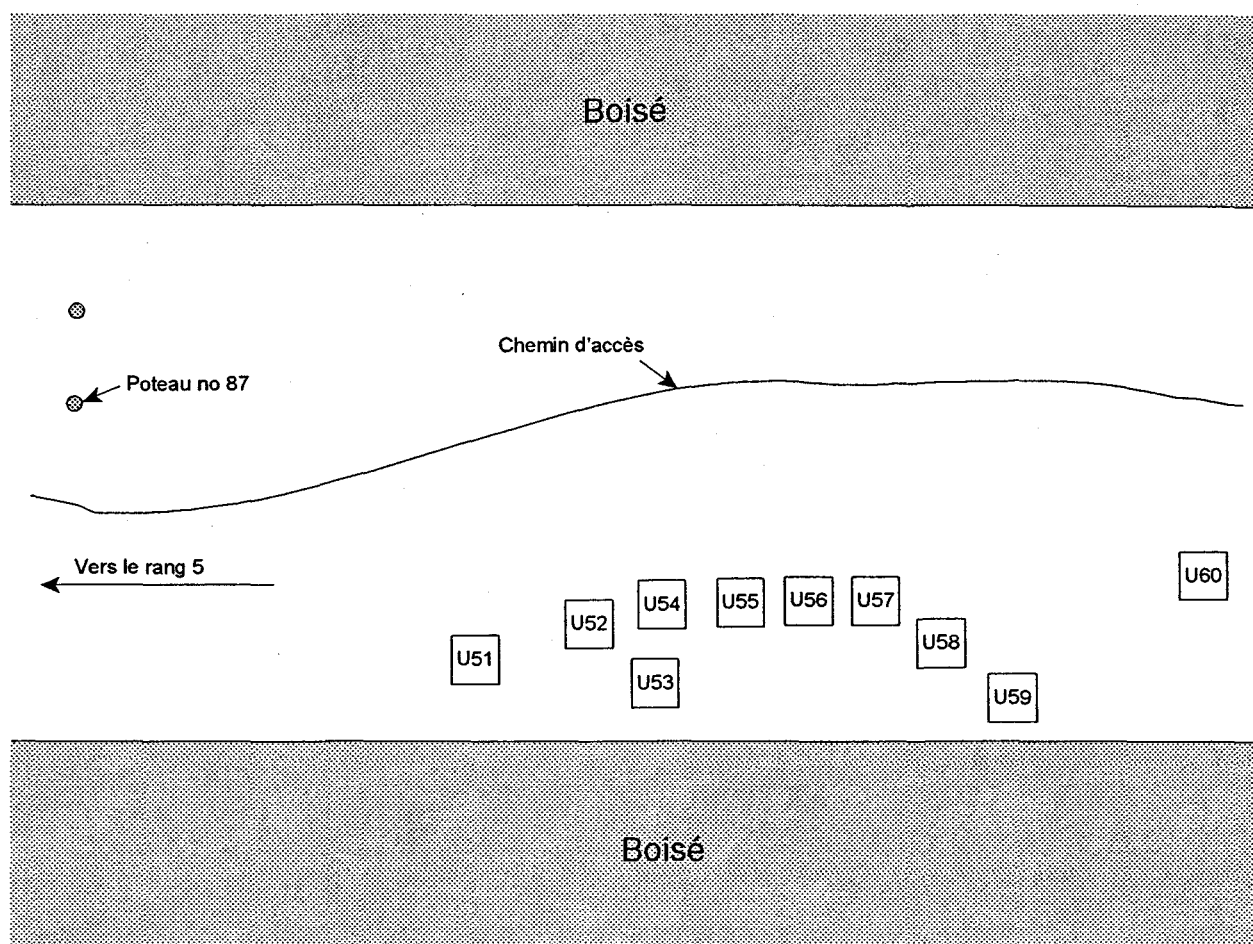 Boisé
Chemin d'accès
Poteau no 87
Vers le rang 5
U60
U54
U55
U56
U57
U52
U58
U51
U53
U59
Boisé